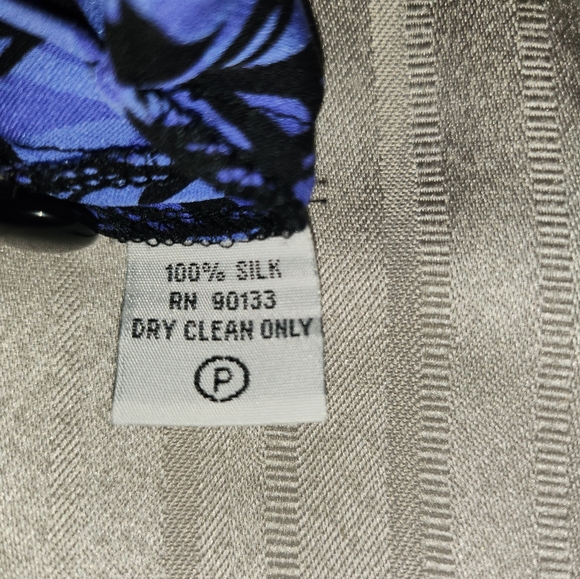 100% SILK
RN 90133
DRY CLEAN ONLY
P